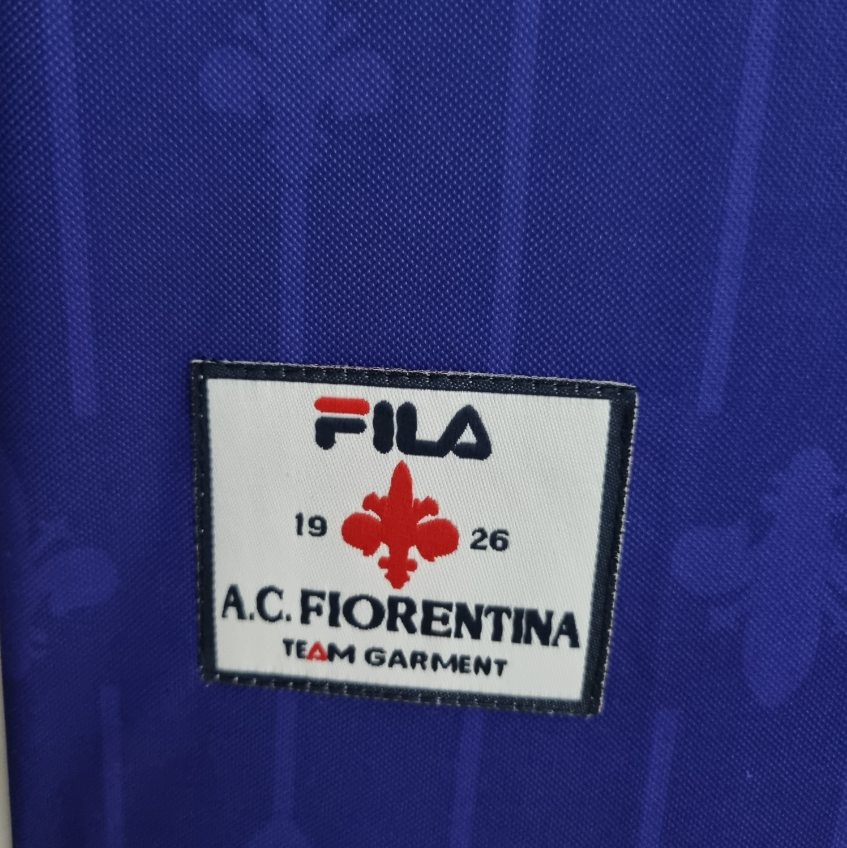 FILA
19 26
A.C. FIORENTINA
TEAM GARMENT